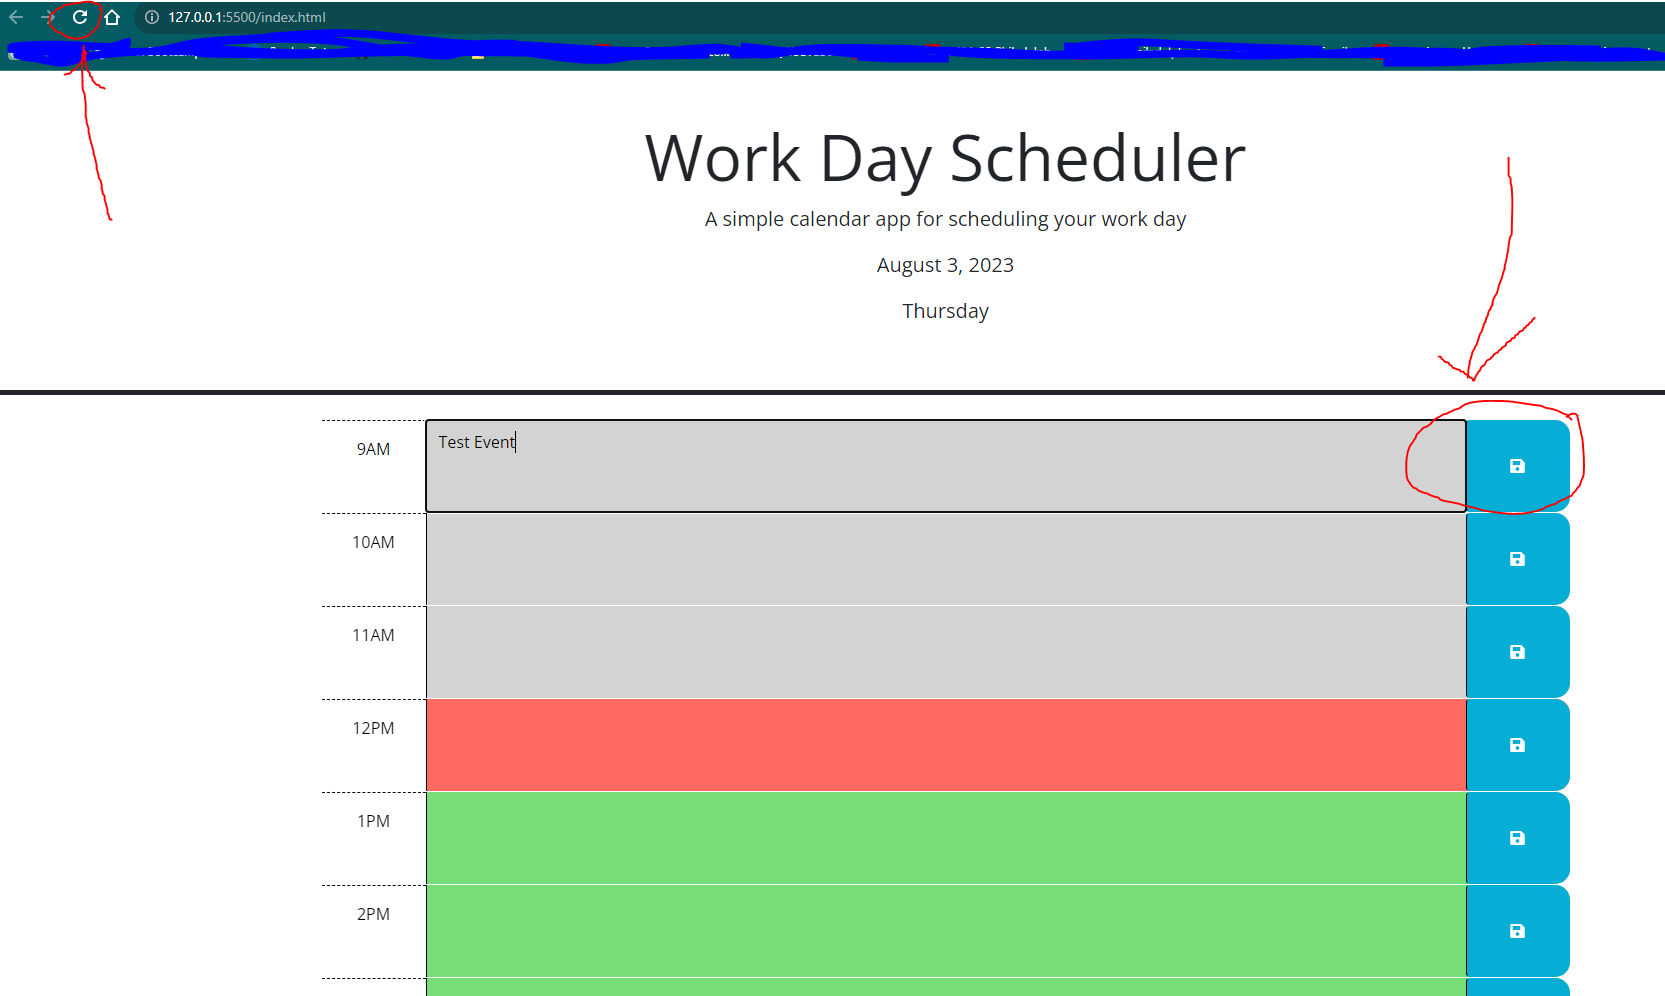 127.0.0.1:5500/index.html
Work Day Scheduler
A simple calendar app for scheduling your work day
August 3, 2023
Thursday
9AM
Test Event
10AM
11AM
12PM
1PM
2PM